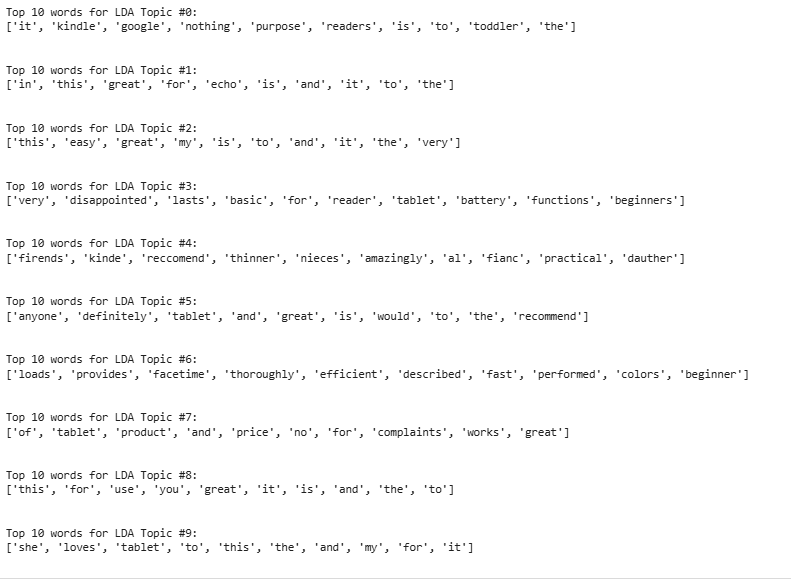 Top 10 words for LDA Topic #0:
['it', 'kindle', 'google', 'nothing', 'purpose', 'readers', 'is', 'to', 'toddler', 'the']
Top 10 words for LDA Topic #1:
['in', 'this', 'great', 'for', 'echo', 'is', 'and', 'it', 'to', 'the']
Top 10 words for LDA Topic #2:
['this', 'easy', 'great', 'my', 'is', 'to', 'and', 'it', 'the', 'very']
Top 10 words for LDA Topic #3:
['very', 'disappointed', 'lasts', 'basic', 'for', 'reader', 'tablet', 'battery', 'functions', 'beginners']
Top 10 words for LDA Topic #4:
['firends', 'kinde', 'reccomend', 'thinner', 'nieces', 'amazingly', 'al', 'fianc', 'practical', 'dauther']
Top 10 words for LDA Topic #5:
['anyone', 'definitely', 'tablet', 'and', 'great', 'is', 'would', 'to', 'the', 'recommend']
Top 10 words for LDA Topic #6:
['loads', 'provides', 'facetime', 'thoroughly', 'efficient', 'described', 'fast', 'performed', 'colors', 'beginner']
Top 10 words for LDA Topic #7:
['of', 'tablet', 'product', 'and', 'price', 'no', 'for', 'complaints', 'works', 'great']
Top 10 words for LDA Topic #8:
['this', 'for', 'use', 'you', 'great', 'it', 'is', 'and', 'the', 'to']
Top 10 words for LDA Topic #9:
['she', 'loves', 'tablet', 'to', 'this', 'the', 'and', 'my', 'for', 'it']